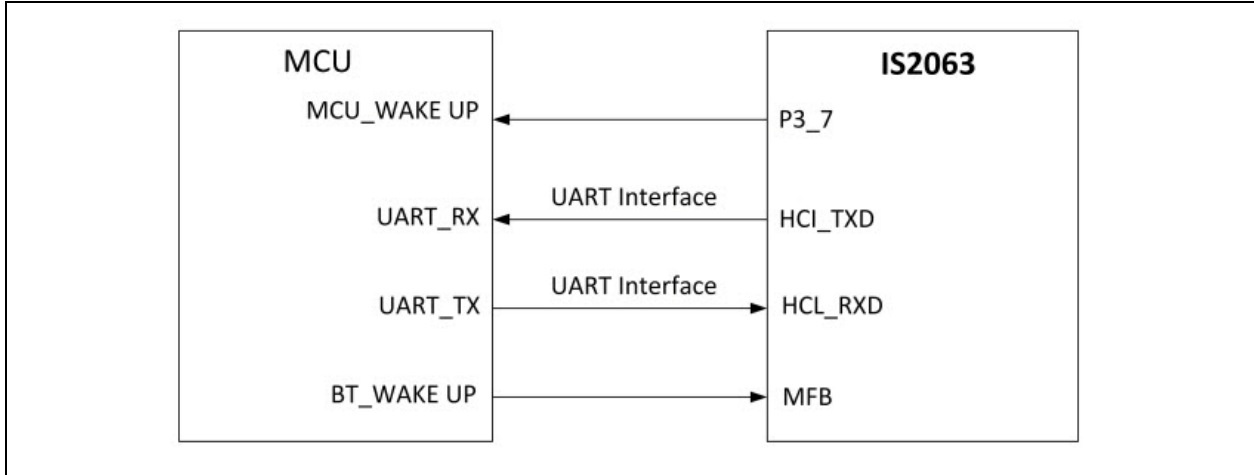 MCU
IS2063
MCU_WAKE UP
P3_7
UART Interface
UART_RX
HCI_TXD
UART Interface
UART_TX
HCL_RXD
BT_WAKE UP
MFB